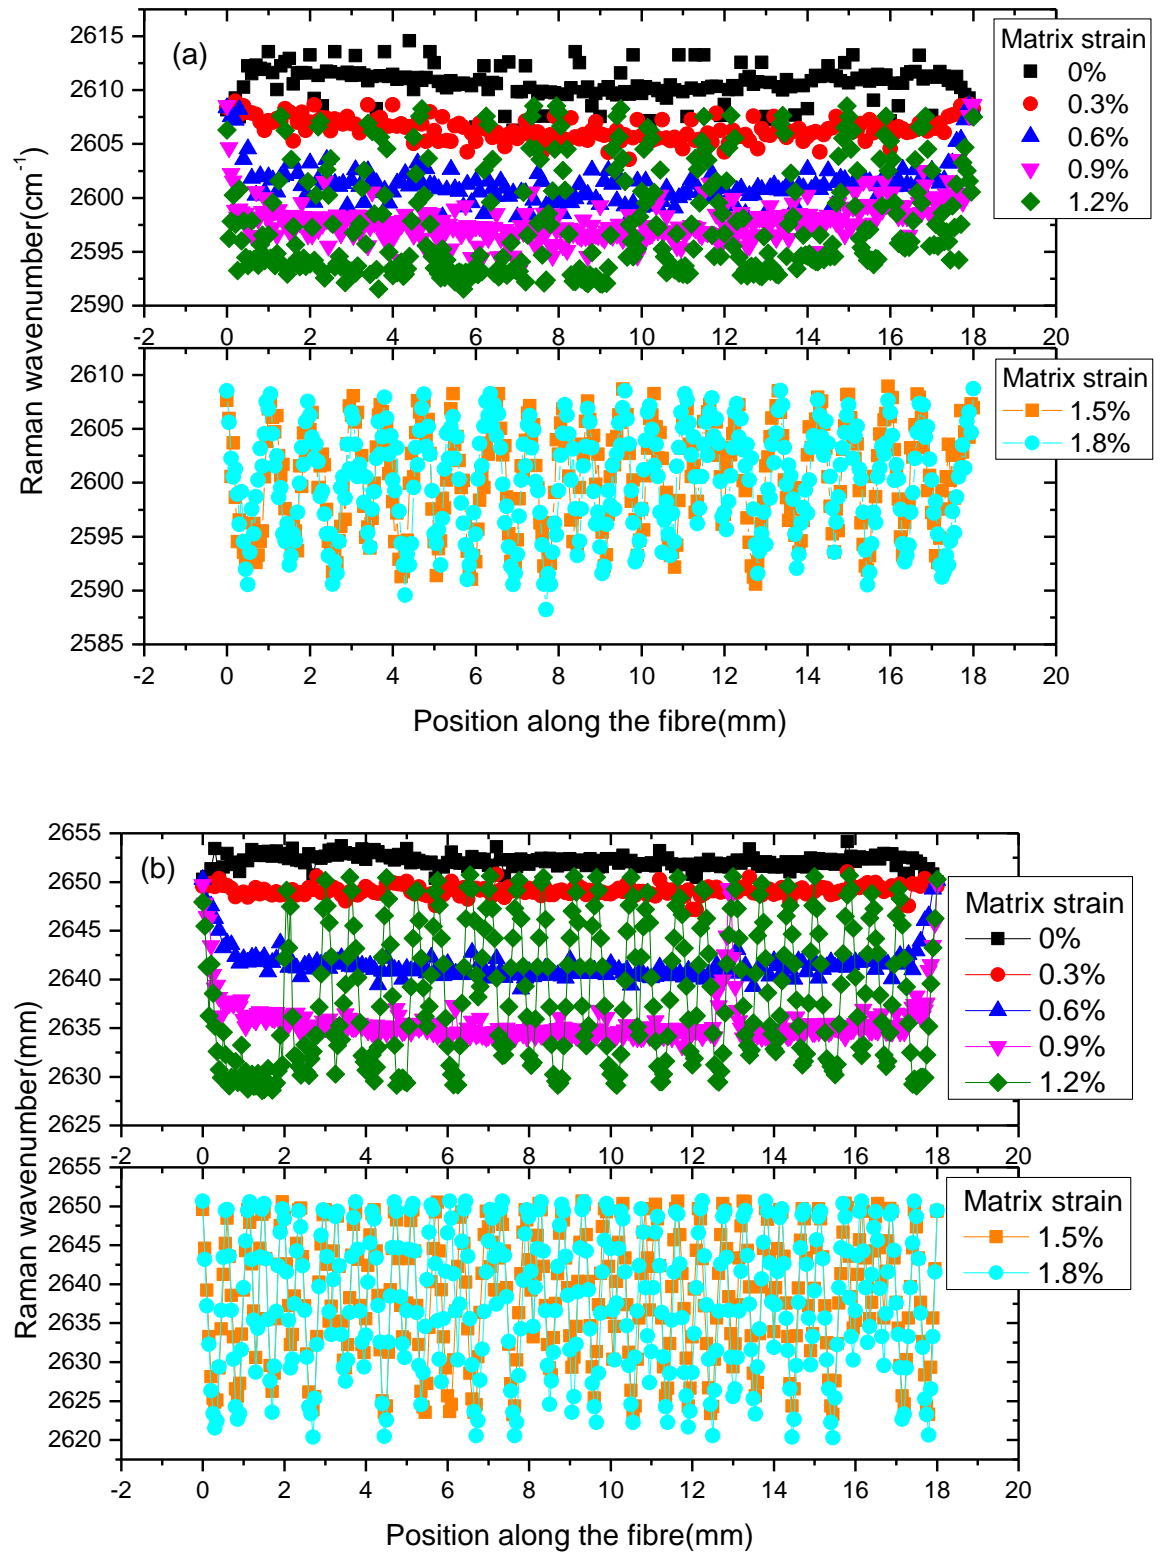 (a)
Matrix strain
0%
0.3%
0.6%
0.9%
1.2%
2615
2610
2605
2600
2595
2590
-2 0 2 4 6 8 10 12 14 16 18 20
Raman wavenumber(cm-1)
Matrix strain
1.5%
1.8%
2610
2605
2600
2595
2590
2585
-2 0 2 4 6 8 10 12 14 16 18 20
Position along the fibre(mm)
(b)
Matrix strain
0%
0.3%
0.6%
0.9%
1.2%
2655
2650
2645
2640
2635
2630
2625
-2 0 2 4 6 8 10 12 14 16 18 20
Raman wavenumber(mm)
Matrix strain
1.5%
1.8%
2655
2650
2645
2640
2635
2630
2625
2620
-2 0 2 4 6 8 10 12 14 16 18 20
Position along the fibre(mm)